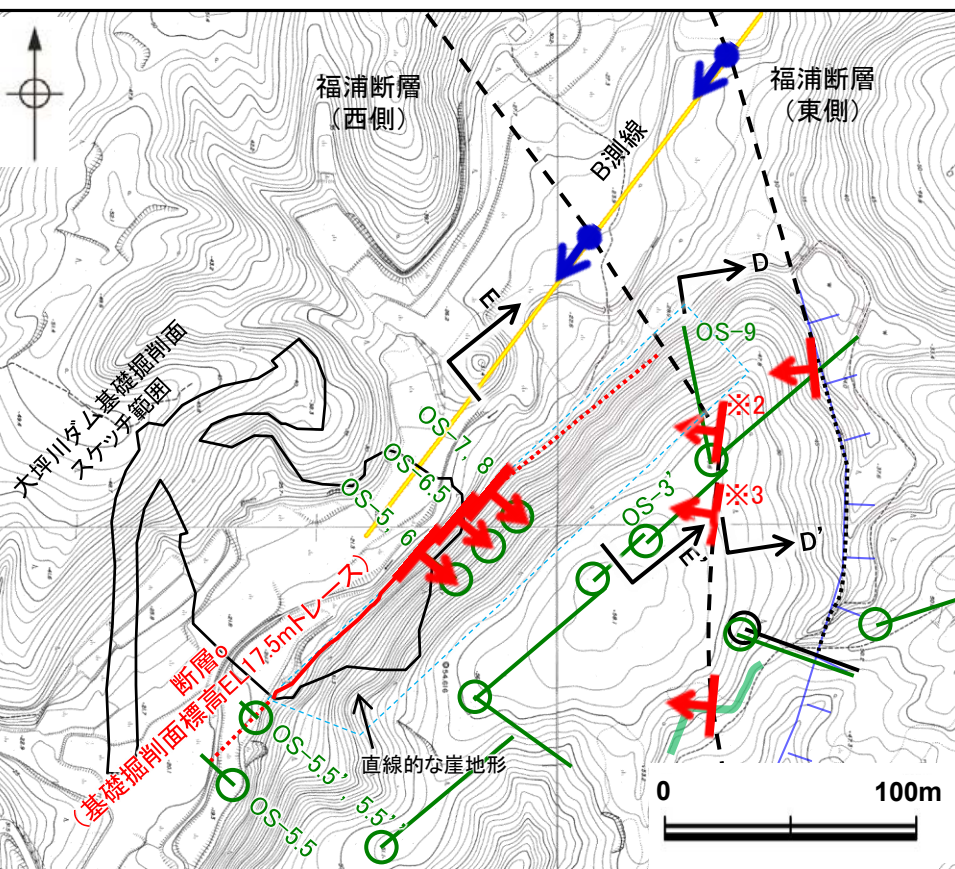 福浦断層
（西側）
福浦断層
（東側）
B測線
D
E
OS-9
大坪川ダム基礎掘削面
スケッチ範囲
※2
OS-7, 8
OS-6.5
OS-5, 6
OS-3'
※3
D'
E'
断層o
（基礎掘削面標高EL17.5mトレース）
54.616
OS-5.5', 5.5''
直線的な崖地形
OS-5.5
0
100m